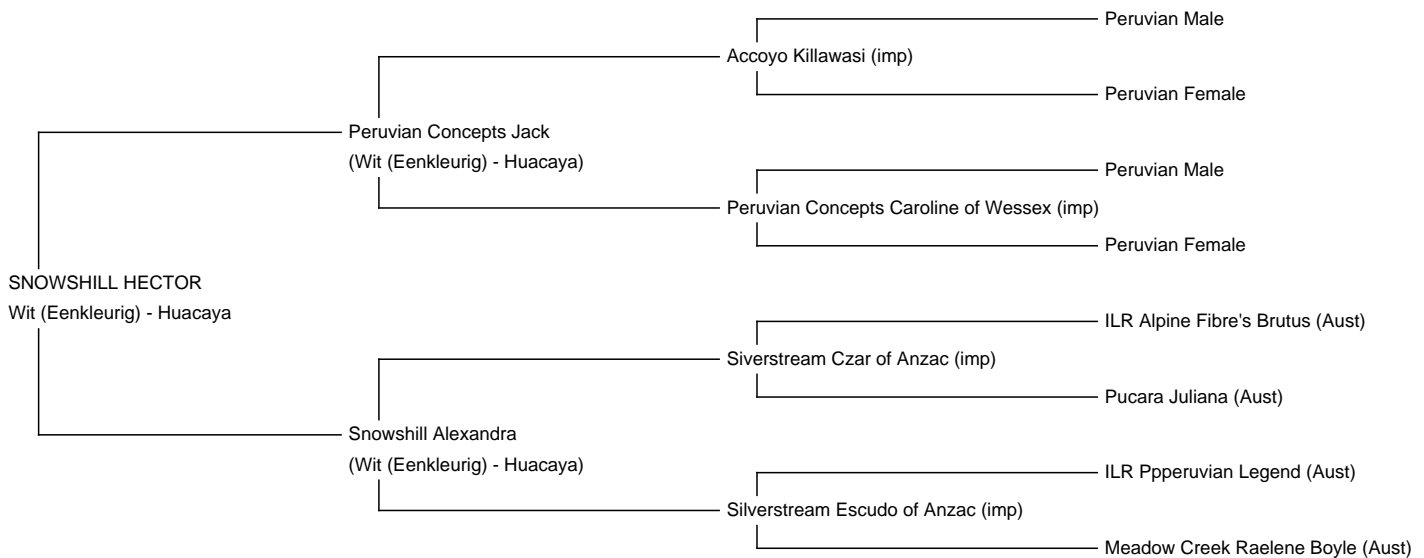 Peruvian Male
Accoyo Killawasi (imp)
Peruvian Female
Peruvian Concepts Jack
(Wit (Eenkleurig) - Huacaya)
Peruvian Male
Peruvian Concepts Caroline of Wessex (imp)
Peruvian Female
SNOWSHILL HECTOR
Wit (Eenkleurig) - Huacaya
ILR Alpine Fibre's Brutus (Aust)
Siverstream Czar of Anzac (imp)
Pucara Juliana (Aust)
Snowshill Alexandra
(Wit (Eenkleurig) - Huacaya)
ILR Ppperuvian Legend (Aust)
Silverstream Escudo of Anzac (imp)
Meadow Creek Raelene Boyle (Aust)